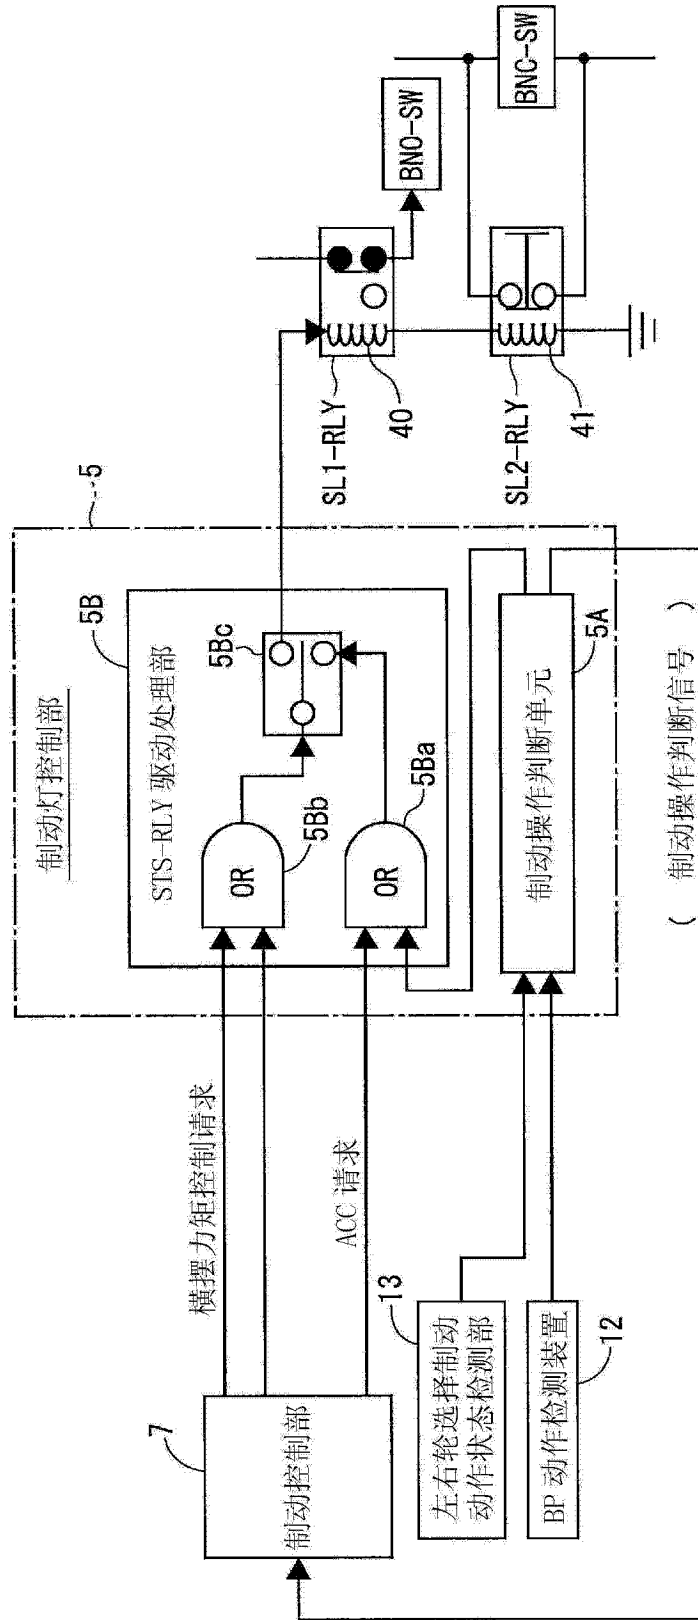 制动灯控制部
5
STS-RLY 驱动处理部
5B
5Bc
OR
5Bb
OR
5Ba
横摆力矩控制请求
ACC 请求
7
制动控制部
13
左右轮选择制动
动作状态检测部
BP 动作检测装置
12
制动操作判断单元
5A
( 制动操作判断信号 )
SL1-RLY
40
BNO-SW
SL2-RLY
41
BNC-SW